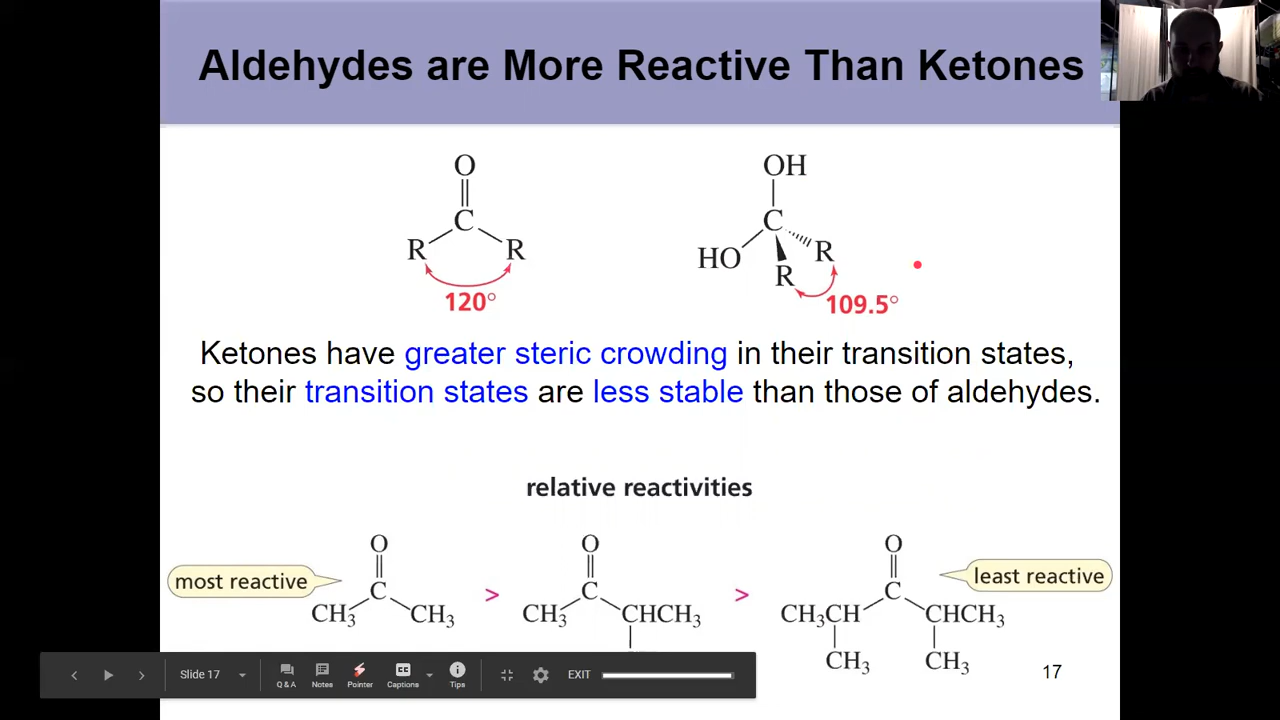 Aldehydes are More Reactive Than Ketones
O
C
R R
120°
OH
C
HO R
R
109.5°
Ketones have greater steric crowding in their transition states,
so their transition states are less stable than those of aldehydes.
relative reactivities
most reactive
O
C
CH₃ CH₃
>
O
C
CH₃ CHCH₃
>
O
C
CH₃CH CHCH₃
CH₃ CH₃
least reactive
17
Slide 17
Q & A
Notes
Pointer
Captions
Tips
EXIT